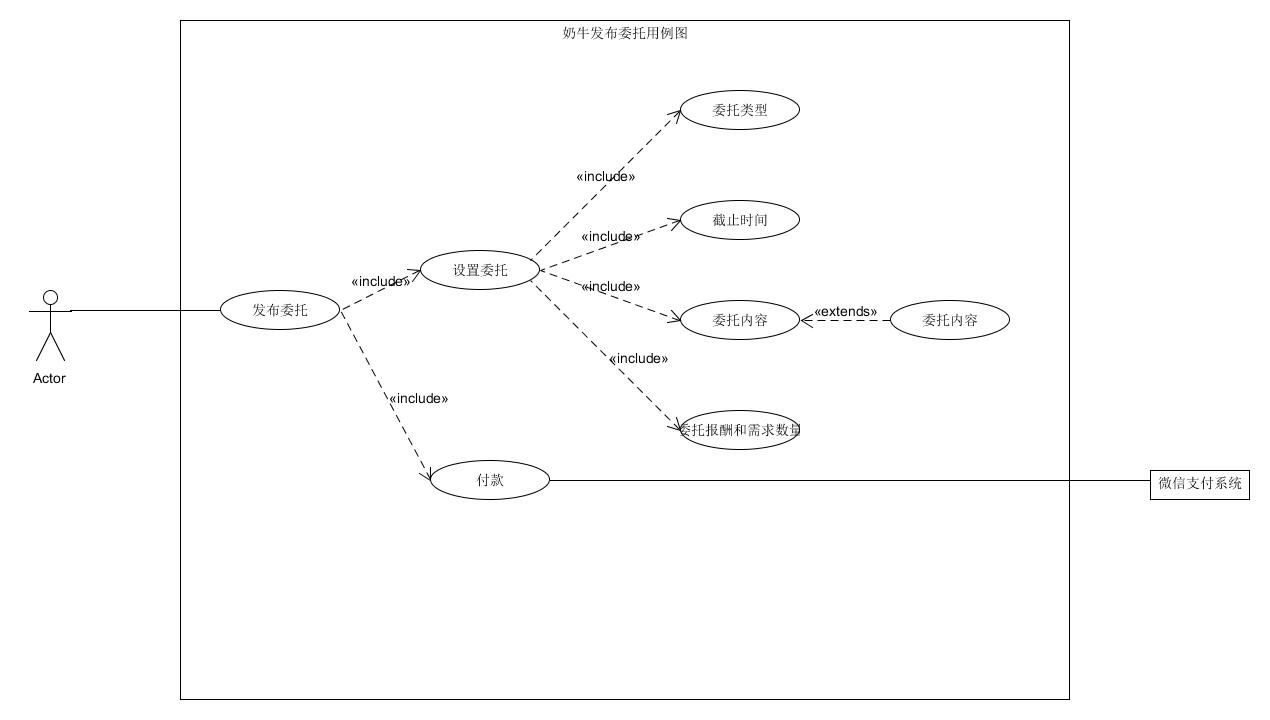 奶牛发布委托用例图
委托类型
«include»
截止时间
«include»
设置委托
«include»
«include»
发布委托
委托内容
«extends»
委托内容
«include»
Actor
«include»
委托报酬和需求数量
付款
微信支付系统